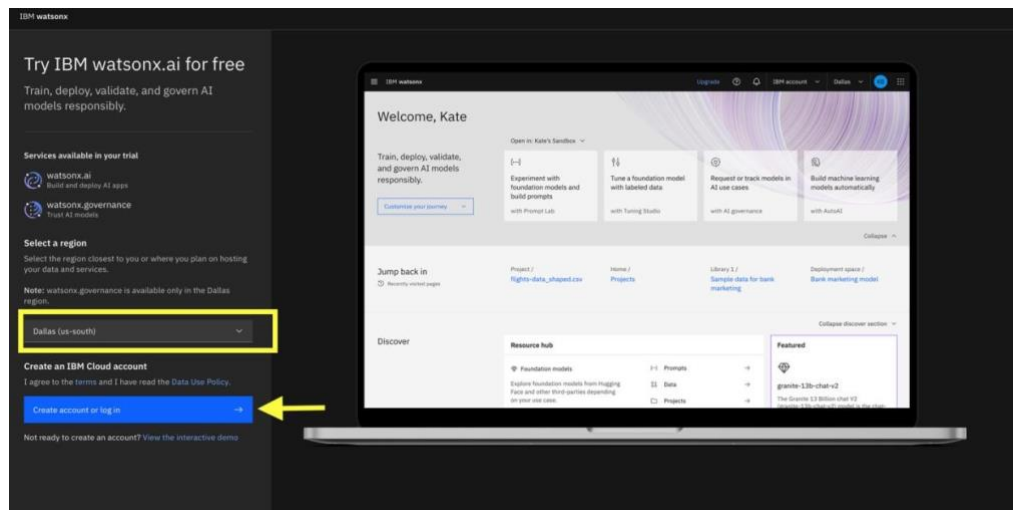 IBM watsonx
Try IBM watsonx.ai for free
Train, deploy, validate, and govern AI
models responsibly.
Services available in your trial
watsonx.ai
Build and deploy AI apps
watsonx.governance
Trust AI models
Select a region
Select the region closest to you or where you plan on hosting
your data and services.
Note: watsonx.governance is available only in the Dallas
region.
Dallas (us-south)
Create an IBM Cloud account
I agree to the terms and I have read the Data Use Policy.
Create account or log in
Not ready to create an account? View the interactive demo
IBM watsonx
Upgrade
IBM account
Dallas
Welcome, Kate
Open in: Kate's Sandbox
Train, deploy, validate,
and govern AI models
responsibly.
Customize your journey
Experiment with
foundation models and
build prompts
with Prompt Lab
Tune a foundation model
with labeled data
with Tuning Studio
Request or track models in
AI use cases
with AI governance
Build machine learning
models automatically
with AutoAI
Collapse
Jump back in
Recently visited pages
Project /
flights-data_shaped.csv
Home /
Projects
Library 1 /
Sample data for bank
marketing
Deployment space /
Bank marketing model
Collapse discover section
Discover
Resource hub
Foundation models
Explore foundation models from Hugging
Face and other third-parties depending
on your use case.
Prompts
Data
Projects
Featured
granite-13b-chat-v2
The Granite 13 Billion chat V2
(granite-13b-chat-v2) model is the chat-